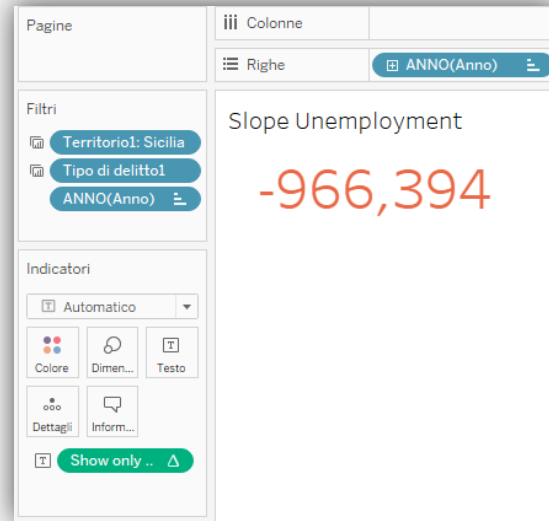 Pagine
Colonne
Righe
ANNO(Anno)
Filtri
Territorio1: Sicilia
Tipo di delitto1
ANNO(Anno)
Slope Unemployment
-966,394
Indicatori
T Automatico
Colore Dimen... Testo
Dettagli Inform...
T Show only .. Δ